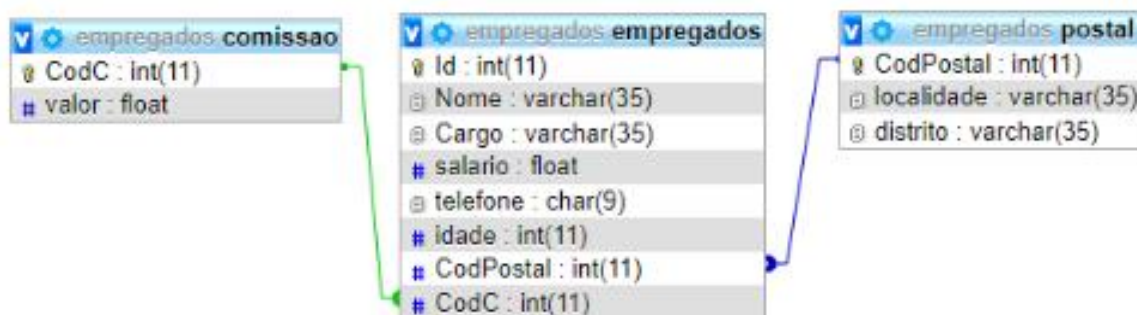 empregados comissao
CodC : int(11)
valor : float
empregados empregados
Id : int(11)
Nome : varchar(35)
Cargo : varchar(35)
salario : float
telefone : char(9)
idade : int(11)
CodPostal : int(11)
CodC : int(11)
empregados postal
CodPostal : int(11)
localidade : varchar(35)
distrito : varchar(35)